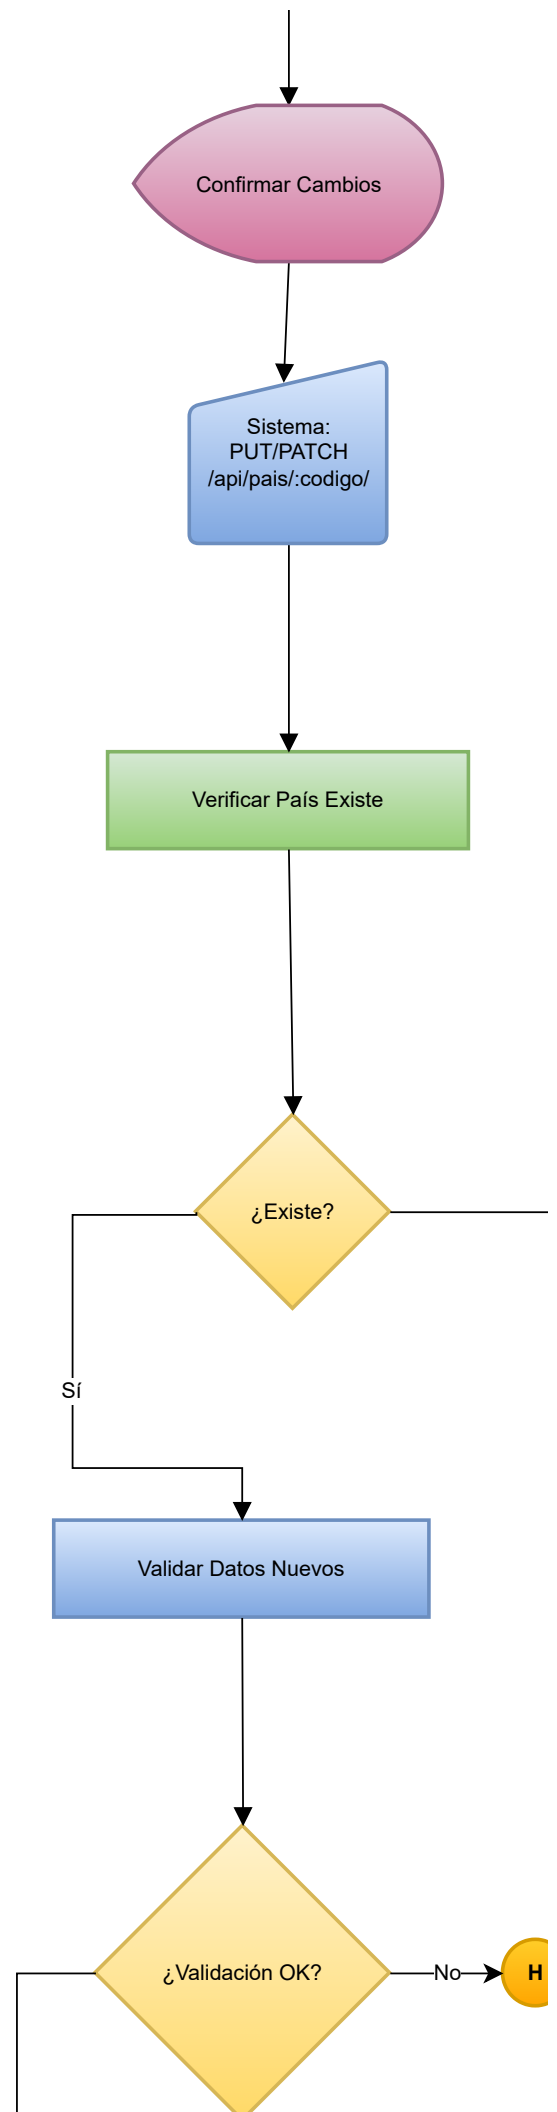 Confirmar Cambios
Sistema:
PUT/PATCH
/api/pais/:codigo/
Verificar País Existe
¿Existe?
Sí
Validar Datos Nuevos
¿Validación OK?
No
H